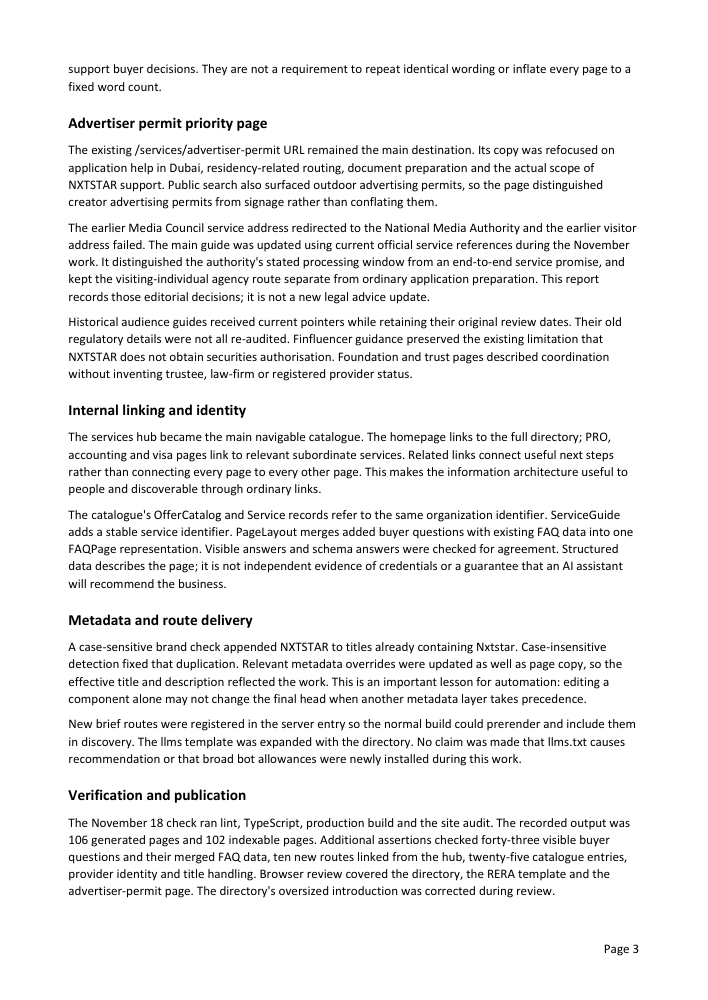 support buyer decisions. They are not a requirement to repeat identical wording or inflate every page to a
fixed word count.
Advertiser permit priority page
The existing /services/advertiser-permit URL remained the main destination. Its copy was refocused on
application help in Dubai, residency-related routing, document preparation and the actual scope of
NXTSTAR support. Public search also surfaced outdoor advertising permits, so the page distinguished
creator advertising permits from signage rather than conflating them.
The earlier Media Council service address redirected to the National Media Authority and the earlier visitor
address failed. The main guide was updated using current official service references during the November
work. It distinguished the authority's stated processing window from an end-to-end service promise, and
kept the visiting-individual agency route separate from ordinary application preparation. This report
records those editorial decisions; it is not a new legal advice update.
Historical audience guides received current pointers while retaining their original review dates. Their old
regulatory details were not all re-audited. Finfluencer guidance preserved the existing limitation that
NXTSTAR does not obtain securities authorisation. Foundation and trust pages described coordination
without inventing trustee, law-firm or registered provider status.
Internal linking and identity
The services hub became the main navigable catalogue. The homepage links to the full directory; PRO,
accounting and visa pages link to relevant subordinate services. Related links connect useful next steps
rather than connecting every page to every other page. This makes the information architecture useful to
people and discoverable through ordinary links.
The catalogue's OfferCatalog and Service records refer to the same organization identifier. ServiceGuide
adds a stable service identifier. PageLayout merges added buyer questions with existing FAQ data into one
FAQPage representation. Visible answers and schema answers were checked for agreement. Structured
data describes the page; it is not independent evidence of credentials or a guarantee that an AI assistant
will recommend the business.
Metadata and route delivery
A case-sensitive brand check appended NXTSTAR to titles already containing Nxtstar. Case-insensitive
detection fixed that duplication. Relevant metadata overrides were updated as well as page copy, so the
effective title and description reflected the work. This is an important lesson for automation: editing a
component alone may not change the final head when another metadata layer takes precedence.
New brief routes were registered in the server entry so the normal build could prerender and include them
in discovery. The llms template was expanded with the directory. No claim was made that llms.txt causes
recommendation or that broad bot allowances were newly installed during this work.
Verification and publication
The November 18 check ran lint, TypeScript, production build and the site audit. The recorded output was
106 generated pages and 102 indexable pages. Additional assertions checked forty-three visible buyer
questions and their merged FAQ data, ten new routes linked from the hub, twenty-five catalogue entries,
provider identity and title handling. Browser review covered the directory, the RERA template and the
advertiser-permit page. The directory's oversized introduction was corrected during review.
Page 3